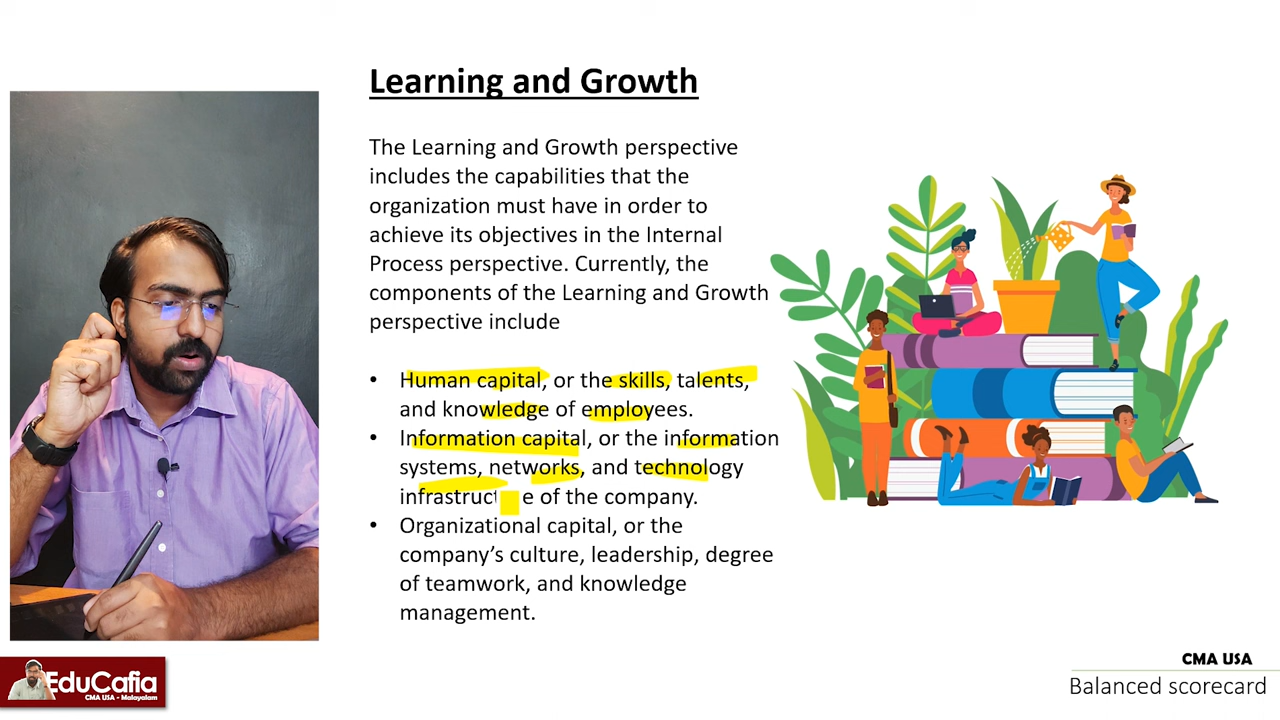 Learning and Growth
The Learning and Growth perspective
includes the capabilities that the
organization must have in order to
achieve its objectives in the Internal
Process perspective. Currently, the
components of the Learning and Growth
perspective include
• Human capital, or the skills, talents,
and knowledge of employees.
• Information capital, or the information
systems, networks, and technology
of the company.
• Organizational capital, or the
company's culture, leadership, degree
of teamwork, and knowledge
management.
EduCafia
CMA USA - Malayalam
CMA USA
Balanced scorecard